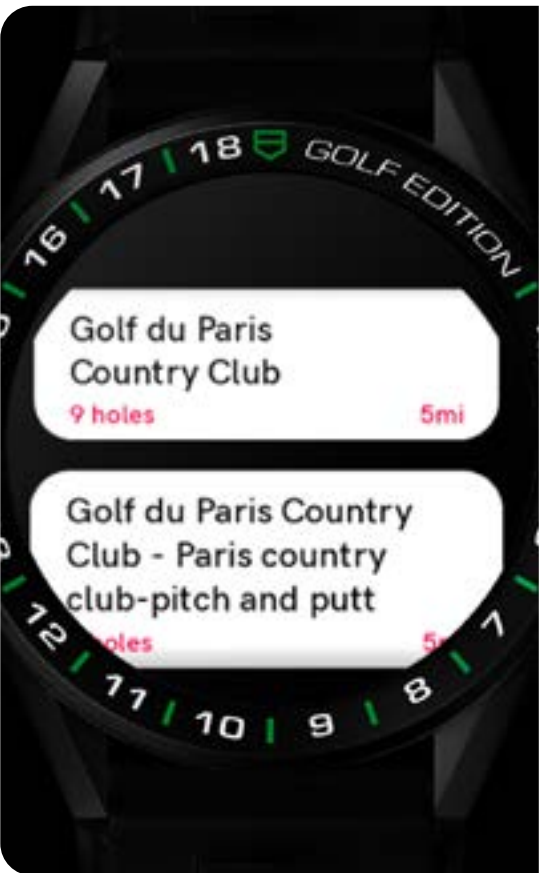 16 17 18 GOLF EDITION
Golf du Paris
Country Club
9 holes 5mi
Golf du Paris Country
Club - Paris country
club-pitch and putt
12 11 10 9 8 7